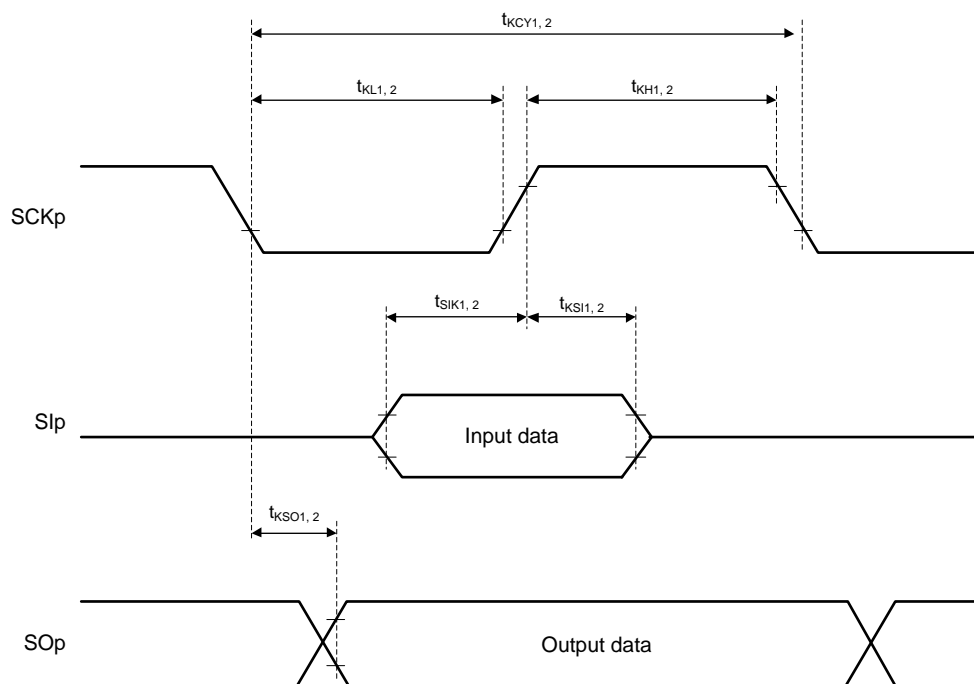 tKCY1, 2
tKL1, 2
tKH1, 2
SCKp
tSIK1, 2
tKSI1, 2
SIp
Input data
tKSO1, 2
SOp
Output data